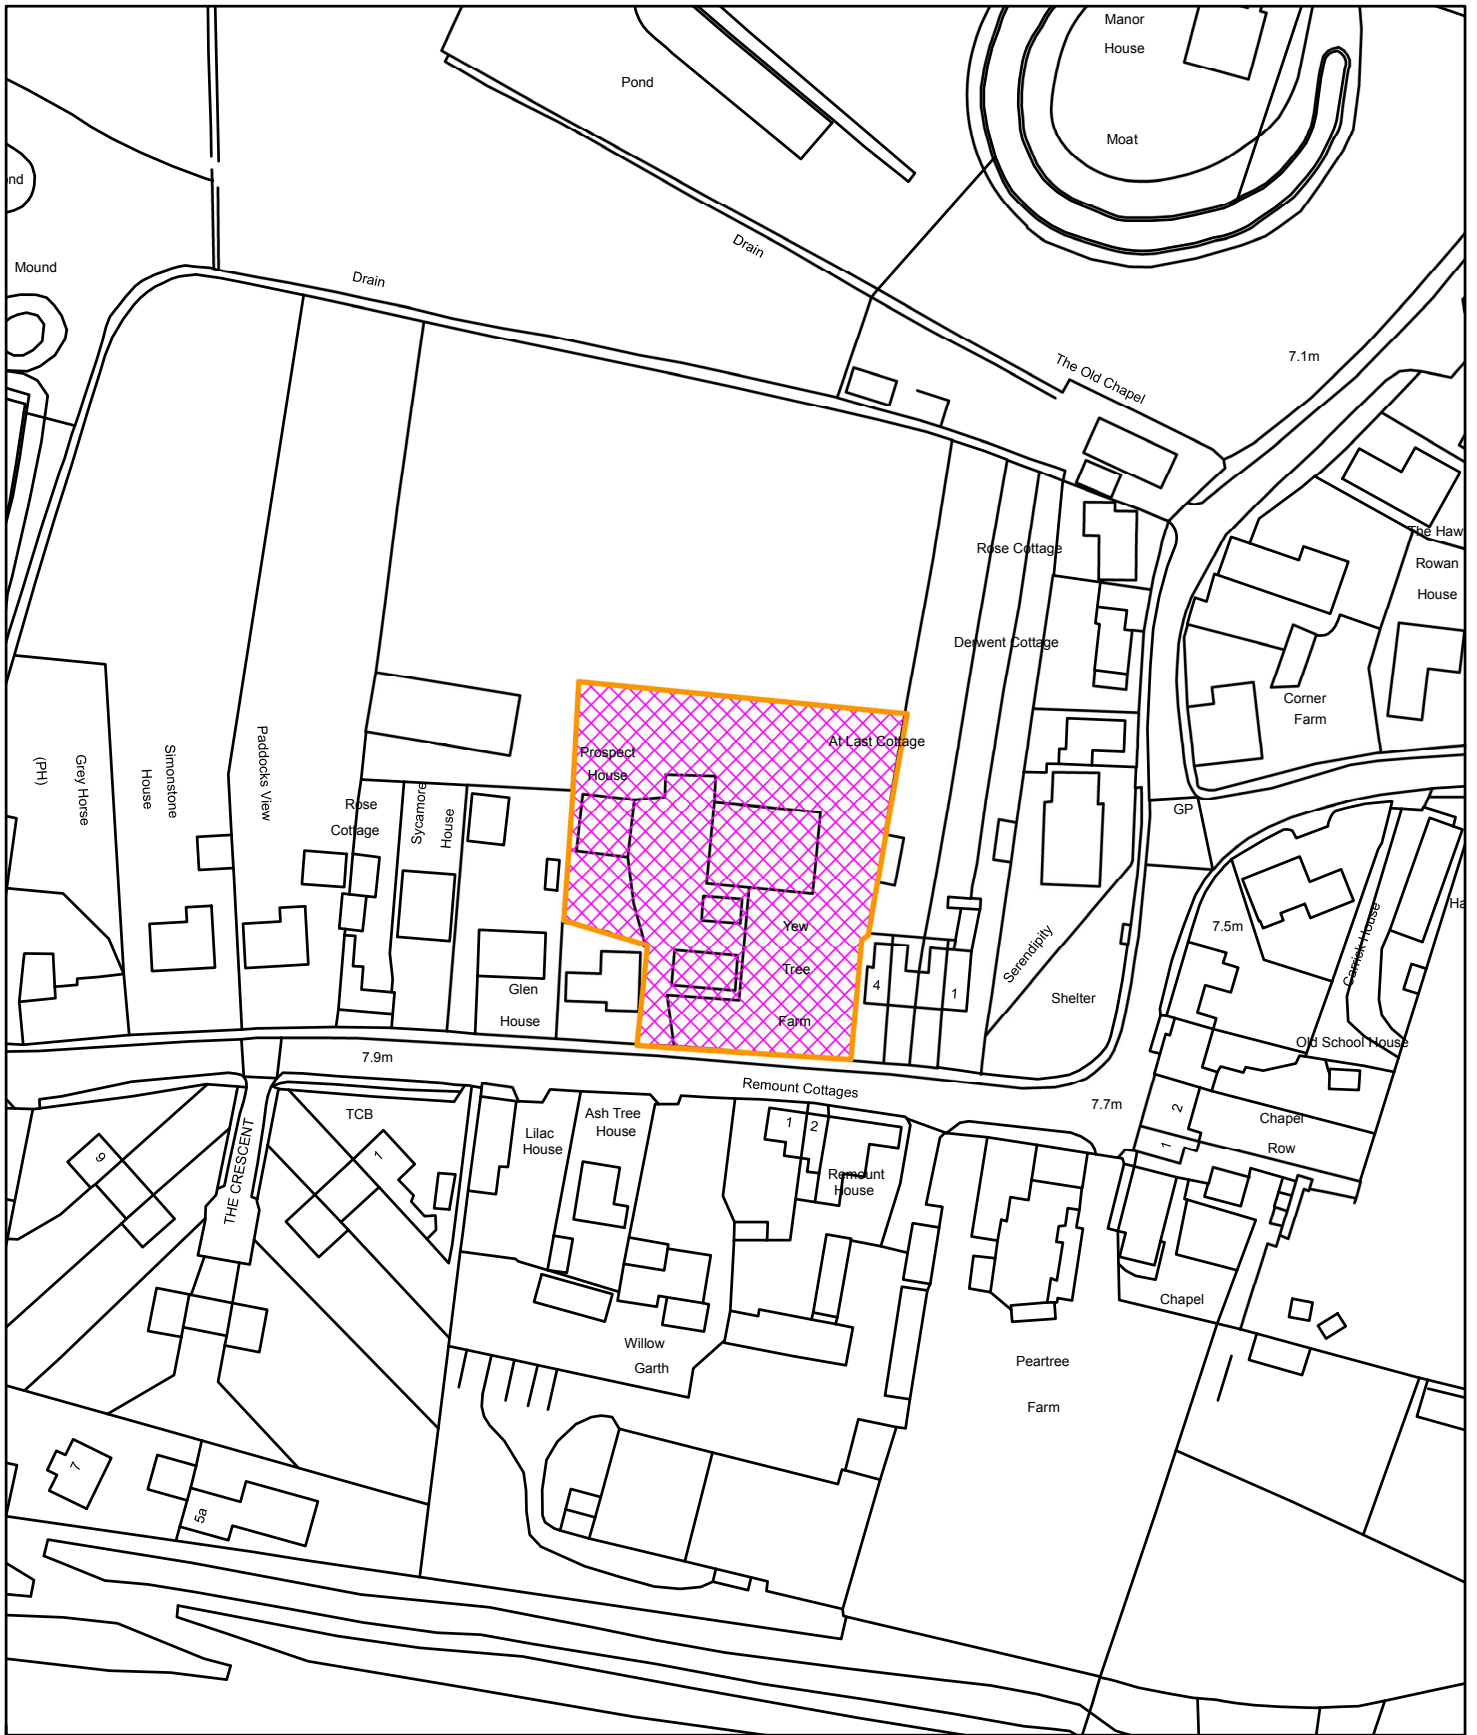 Manor
House
Pond
Moat
nd
Mound
Drain
Drain
The Old Chapel
7.1m
Rose Cottage
The Haw
Rowan
House
Derwent Cottage
Corner
Farm
At Last Cottage
Prospect
House
Grey Horse
(PH)
Simonstone
House
Paddocks View
Rose
Cottage
Sycamore
House
GP
Ha
Carrick House
7.5m
Yew
Tree
Farm
Serendipity
4
1
Shelter
Glen
House
Old School House
7.9m
Remount Cottages
7.7m
TCB
Ash Tree
House
Lilac
House
1
2
Remount
House
2
1
Chapel
Row
THE CRESCENT
9
1
Chapel
Willow
Garth
Peartree
Farm
7
5a